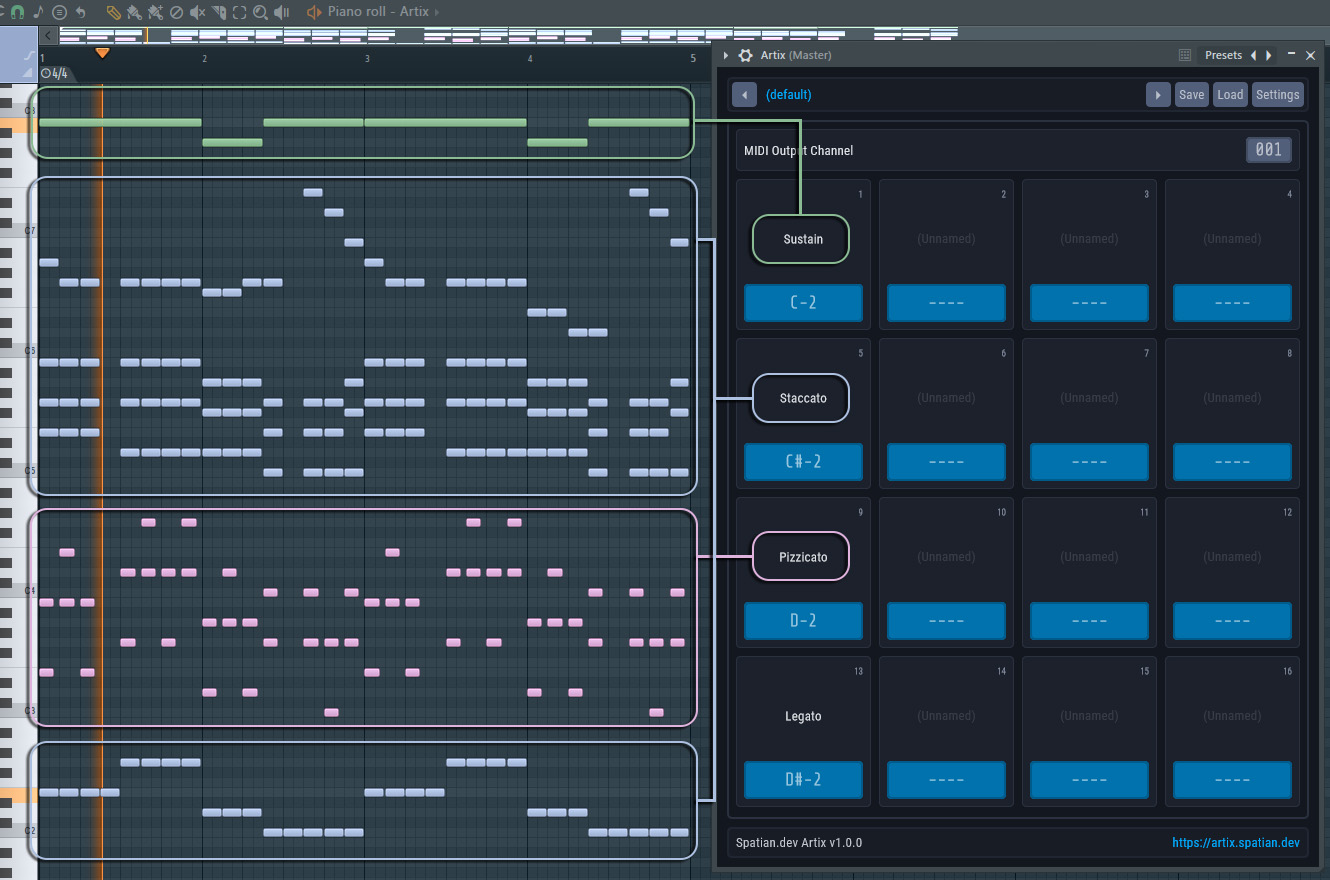 Piano roll - Artix
1 2 3 4 5
4/4
C8
C7
C6
C5
C4
C3
C2
Artix (Master)
Presets
(default)
Save
Load
Settings
MIDI Output Channel
001
1
Sustain
C-2
2
(Unnamed)
----
3
(Unnamed)
----
4
(Unnamed)
----
5
Staccato
C#-2
6
(Unnamed)
----
7
(Unnamed)
----
8
(Unnamed)
----
9
Pizzicato
D-2
10
(Unnamed)
----
11
(Unnamed)
----
12
(Unnamed)
----
13
Legato
D#-2
14
(Unnamed)
----
15
(Unnamed)
----
16
(Unnamed)
----
Spatian.dev Artix v1.0.0
https://artix.spatian.dev